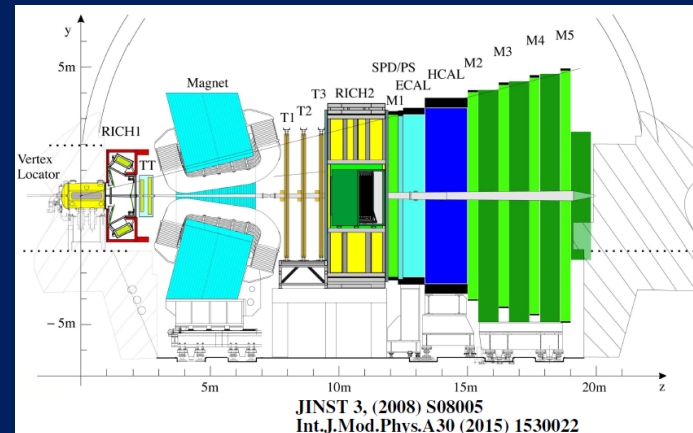 y
5m
Magnet
SPD/PS
HCAL
ECAL
M1
M2
M3
M4
M5
T1
T2
T3
RICH2
RICH1
TT
Vertex
Locator
− 5m
5m
10m
15m
20m
z
JINST 3, (2008) S08005
Int.J.Mod.Phys.A30 (2015) 1530022